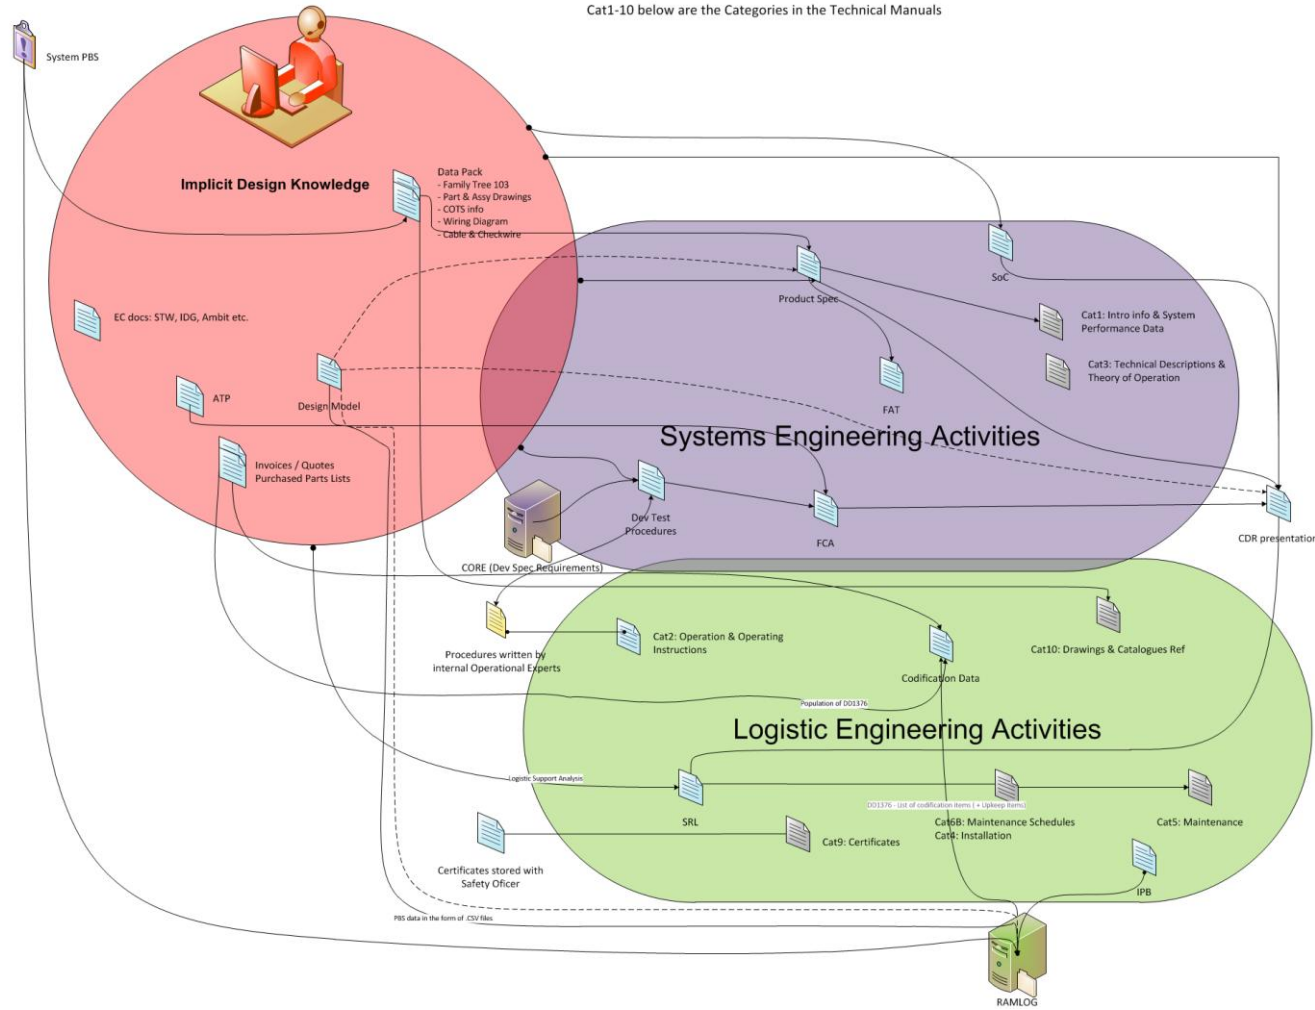 Cat1-10 below are the Categories in the Technical Manuals
System PBS
Implicit Design Knowledge
Data Pack
- Family Tree 103
- Part & Assy Drawings
- COTS info
- Wiring Diagram
- Cable & Checkwire
EC docs: STW, IDG, Ambit etc.
ATP
Design Model
Invoices / Quotes
Purchased Parts Lists
SoC
Product Spec
Cat1: Intro info & System
Performance Data
Cat3: Technical Descriptions &
Theory of Operation
FAT
Systems Engineering Activities
Dev Test
Procedures
FCA
CDR presentation
CORE (Dev Spec Requirements)
Procedures written by
internal Operational Experts
Cat2: Operation & Operating
Instructions
Codification Data
Cat10: Drawings & Catalogues Ref
Population of DD1376
Logistic Engineering Activities
Logistic Support Analysis
SRL
DD1376 - List of codification items ( + Upkeep Items)
Cat6B: Maintenance Schedules
Cat4: Installation
Cat5: Maintenance
Certificates stored with
Safety Oficer
Cat9: Certificates
IPB
PBS data in the form of .CSV files
RAMLOG